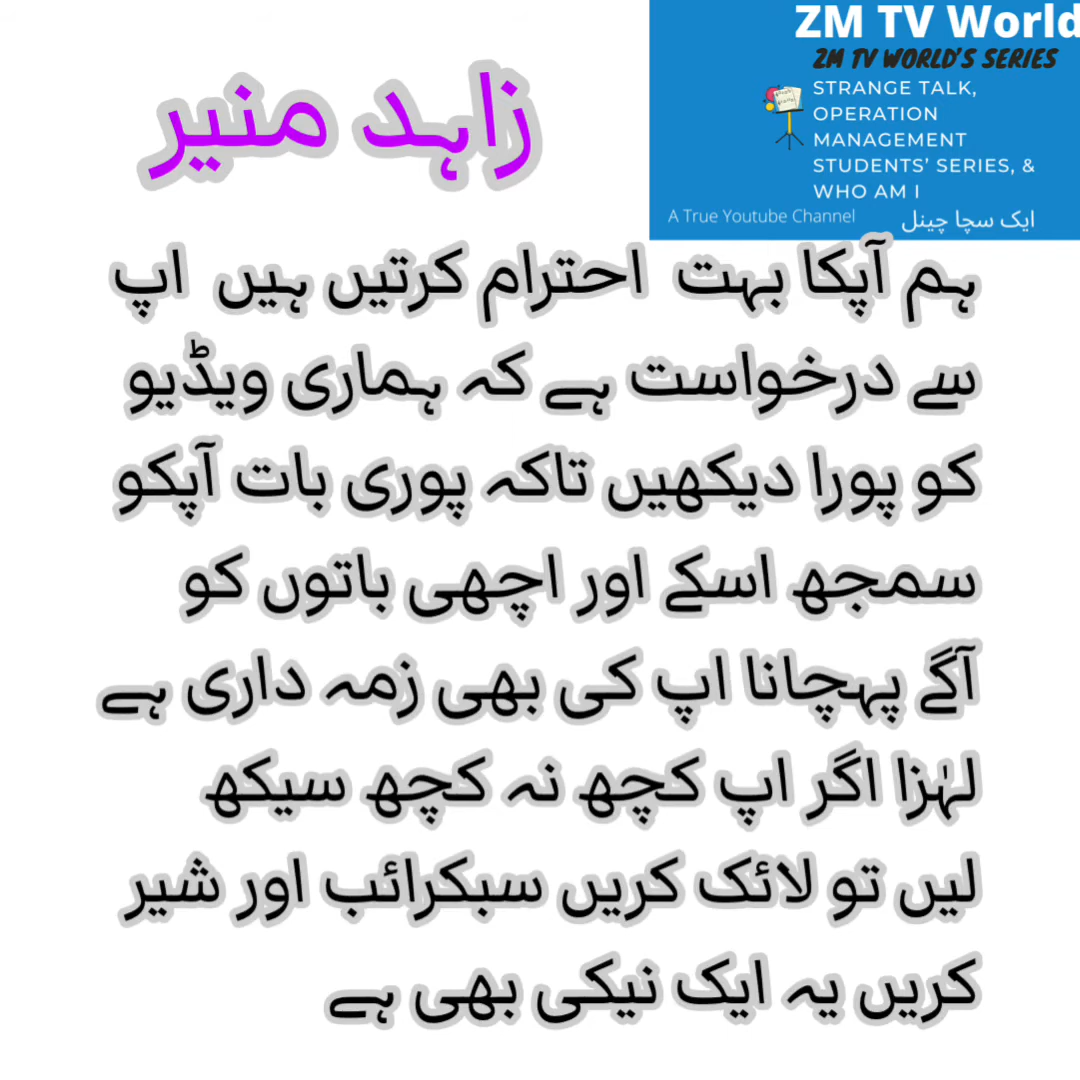 زاہد منیر
ZM TV World
ZM TV WORLD'S SERIES
STRANGE TALK,
OPERATION
MANAGEMENT
STUDENTS' SERIES, &
WHO AM I
A True Youtube Channel
ایک سچا چینل
ہم آپکا بہت احترام کرتیں ہیں اپ
سے درخواست ہے کہ ہماری ویڈیو
کو پورا دیکھیں تاکہ پوری بات آپکو
سمجھ اسکے اور اچھی باتوں کو
آگے پہچانا اپ کی بھی زمہ داری ہے
لہٰزا اگر اپ کچھ نہ کچھ سیکھ
لیں تو لائک کریں سبکرائب اور شیر
کریں یہ ایک نیکی بھی ہے